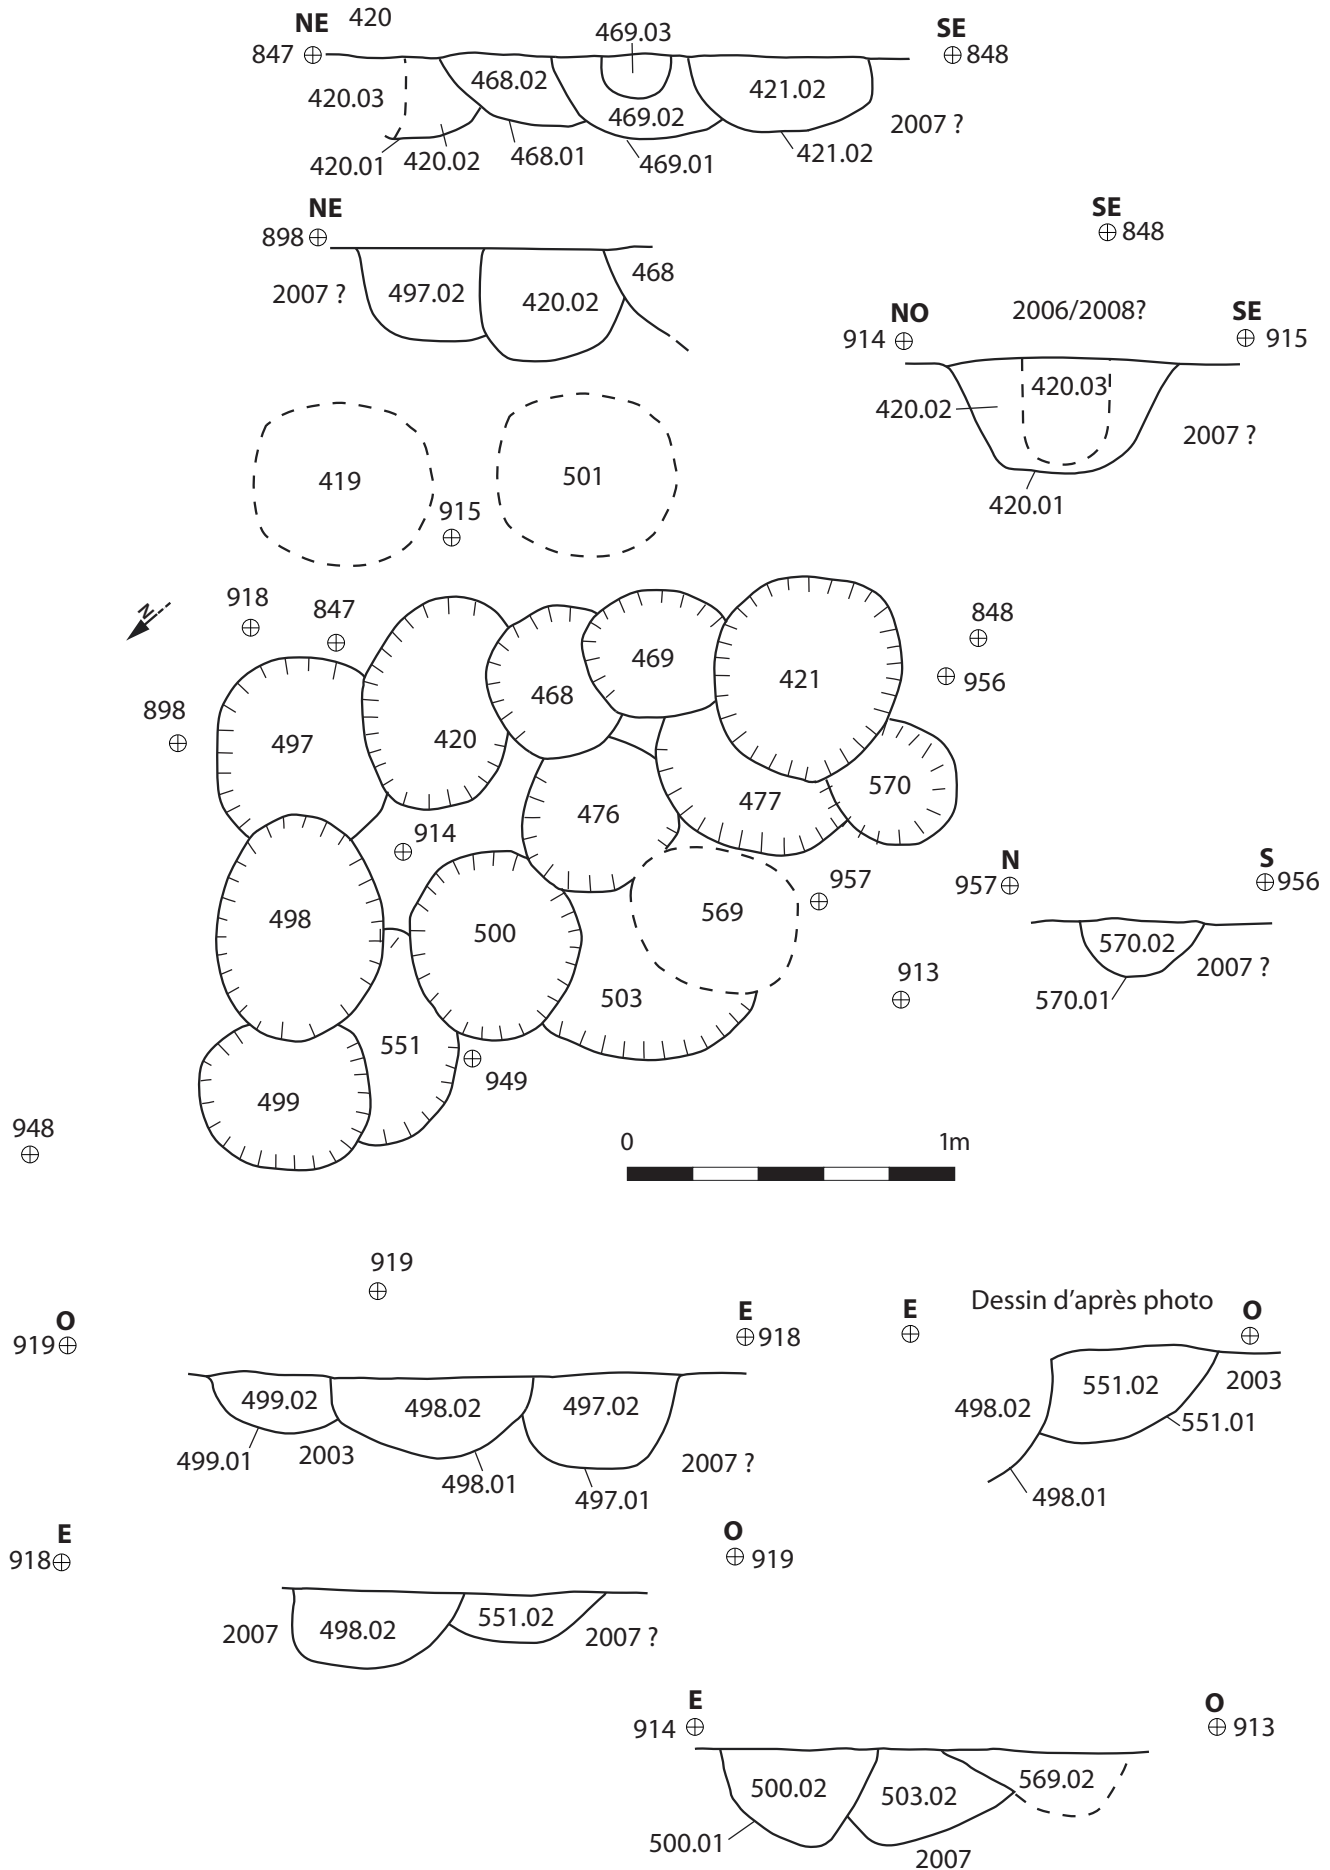 NE 420 SE
847 848
469.03
420.03 468.02 469.02 421.02
2007 ?
420.01 420.02 468.01 469.01 421.02
NE
898
2007 ? 497.02 420.02 468
SE
848
NO 2006/2008? SE
914 915
420.03
420.02
2007 ?
420.01
419 501
915
N
918 847
848
898
956
497 420 468 469 421
476 477 570
914
957
498 500 569
503
913
551
949
499
948
N S
957 956
570.02
2007 ?
570.01
0 1m
919
O E
919 918
499.02 498.02 497.02
499.01 2003 498.01 497.01 2007 ?
Dessin d’après photo
E O
551.02 2003
498.02 551.01
498.01
E O
918 919
2007 498.02 551.02 2007 ?
E O
914 913
500.02 503.02 569.02
500.01
2007